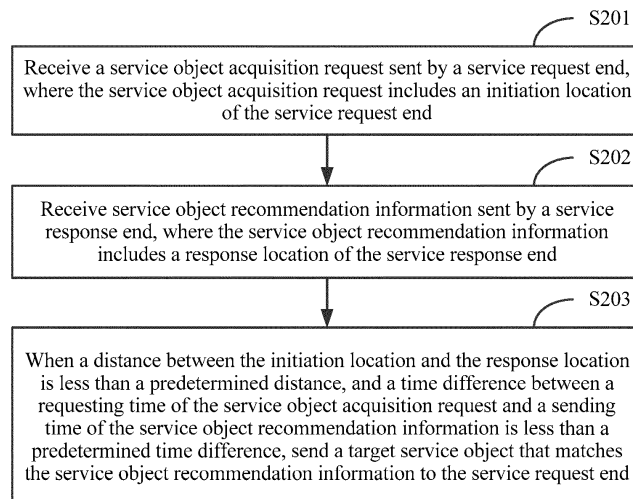 S201
Receive a service object acquisition request sent by a service request end,
where the service object acquisition request includes an initiation location
of the service request end
S202
Receive service object recommendation information sent by a service
response end, where the service object recommendation information
includes a response location of the service response end
S203
When a distance between the initiation location and the response location
is less than a predetermined distance, and a time difference between a
requesting time of the service object acquisition request and a sending
time of the service object recommendation information is less than a
predetermined time difference, send a target service object that matches
the service object recommendation information to the service request end